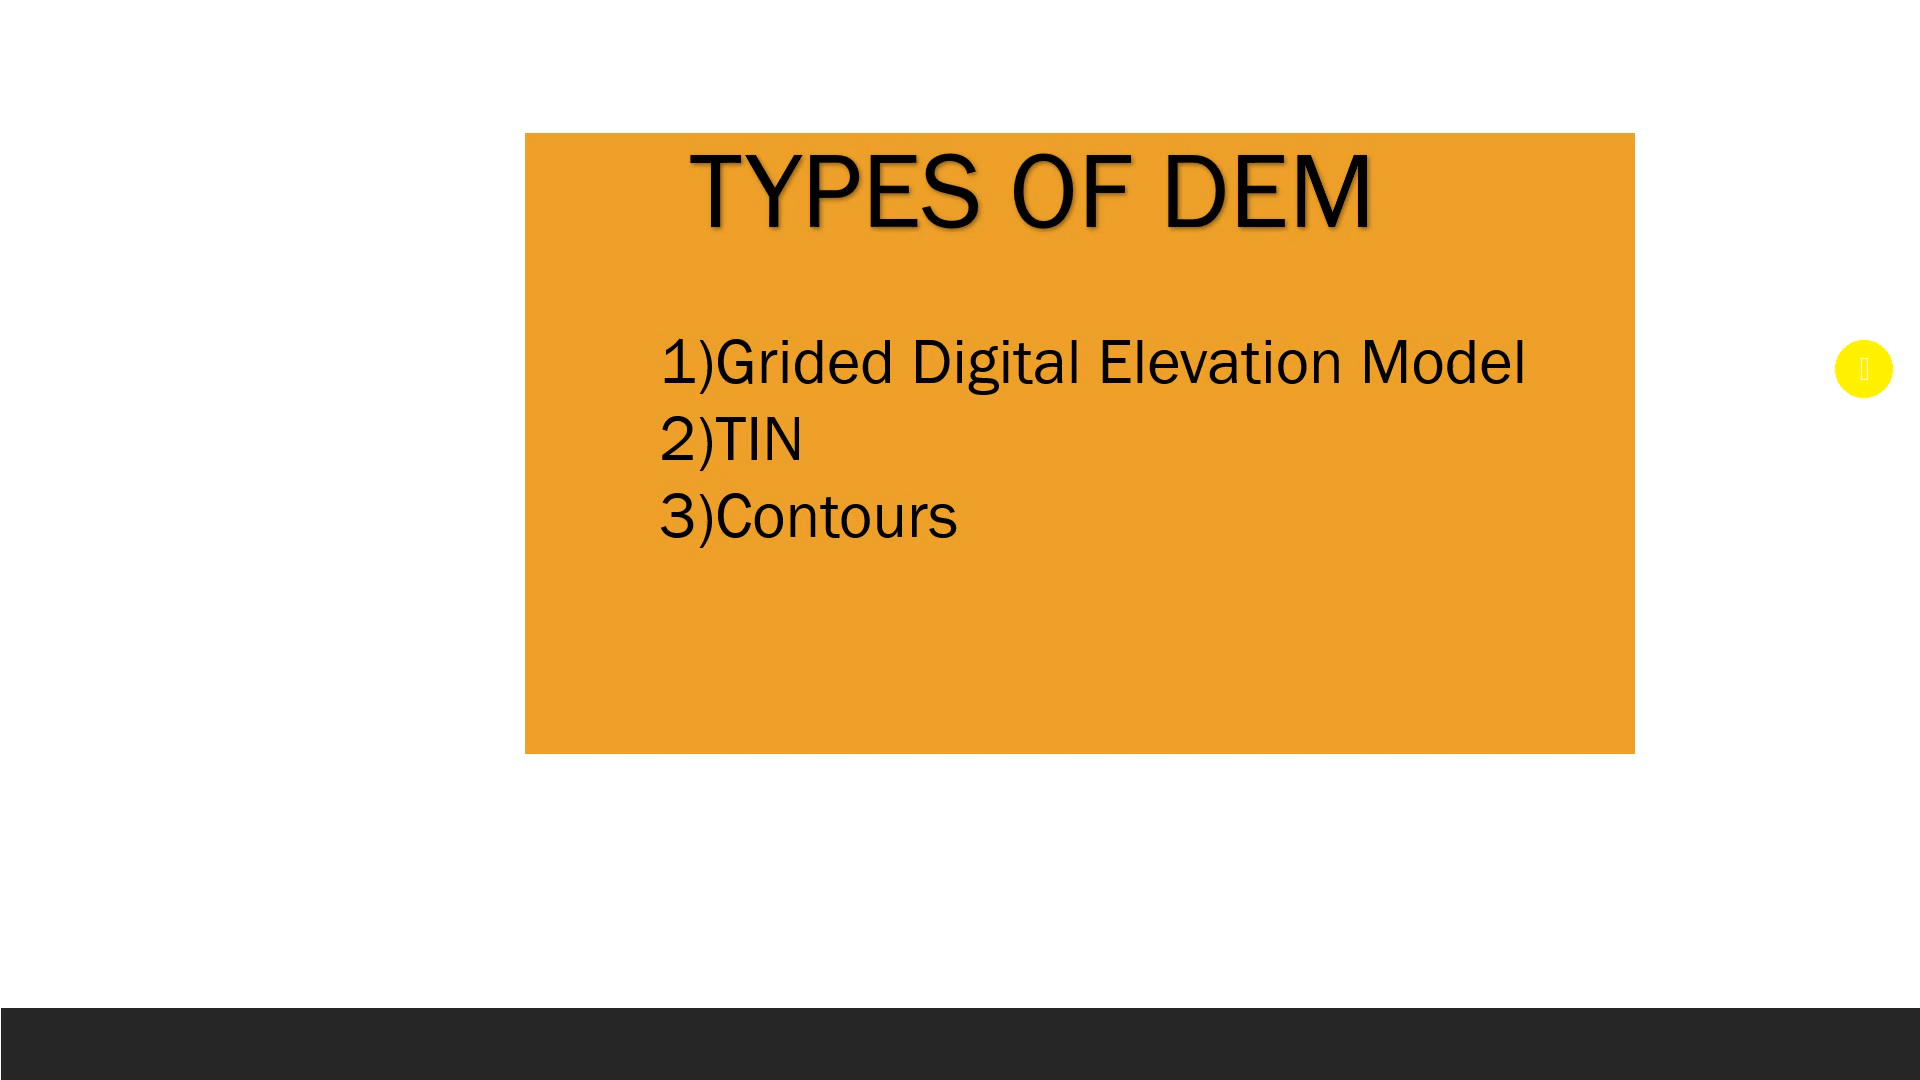 TYPES OF DEM
1)Grided Digital Elevation Model
2)TIN
3)Contours